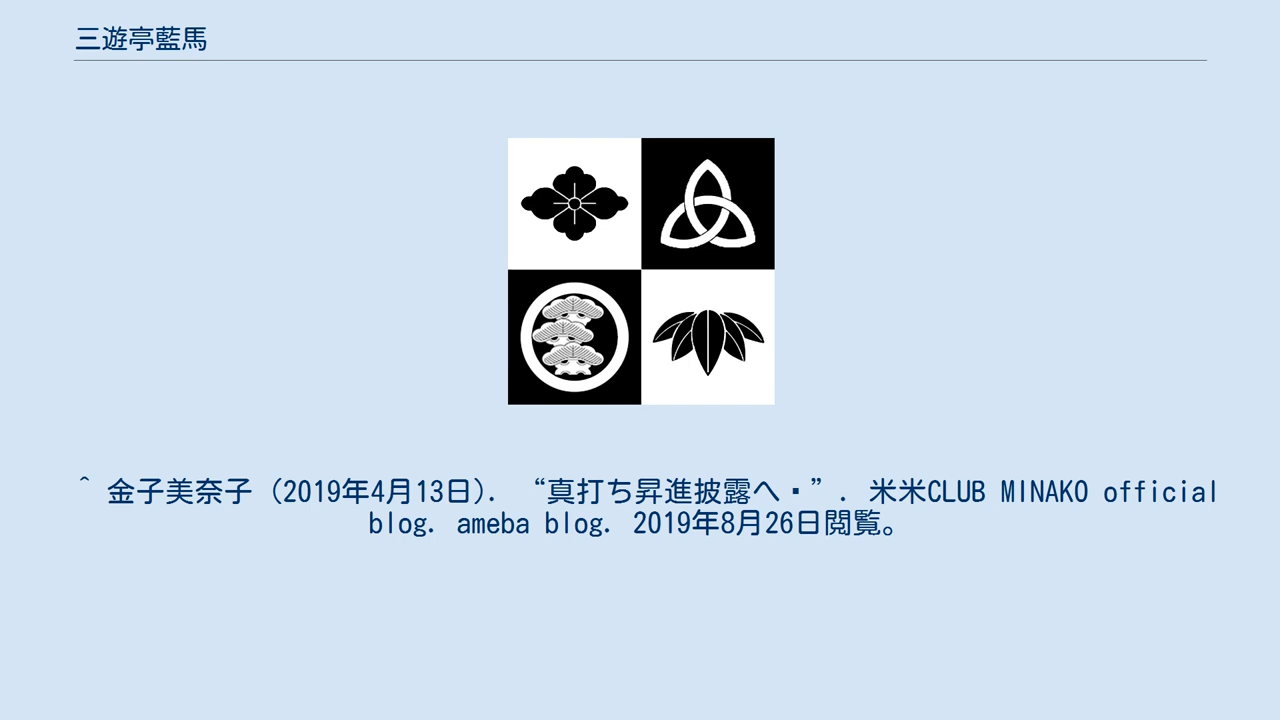 三遊亭藍馬
^ 金子美奈子 (2019年4月13日). “真打ち昇進披露へ▪”. 米米CLUB MINAKO official
blog. ameba blog. 2019年8月26日閲覧。